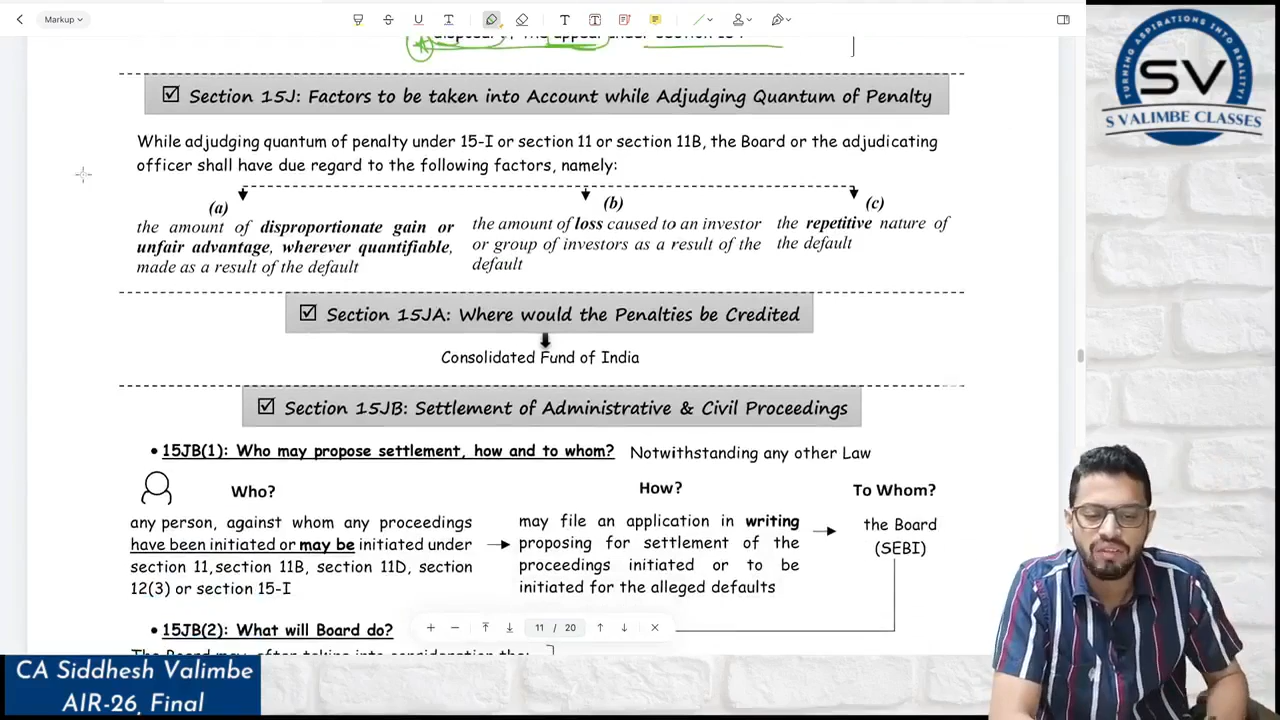 Markup
TURNING ASPIRATIONS INTO REALITY!
SV
S VALIMBE CLASSES
☑ Section 15J: Factors to be taken into Account while Adjudging Quantum of Penalty
While adjudging quantum of penalty under 15-I or section 11 or section 11B, the Board or the adjudicating
officer shall have due regard to the following factors, namely:
(a)
the amount of disproportionate gain or
unfair advantage, wherever quantifiable,
made as a result of the default
(b)
the amount of loss caused to an investor
or group of investors as a result of the
default
(c)
the repetitive nature of
the default
☑ Section 15JA: Where would the Penalties be Credited
Consolidated Fund of India
☑ Section 15JB: Settlement of Administrative & Civil Proceedings
• 15JB(1): Who may propose settlement, how and to whom? Notwithstanding any other Law
Who?
any person, against whom any proceedings
have been initiated or may be initiated under
section 11,section 11B, section 11D, section
12(3) or section 15-I
How?
may file an application in writing
proposing for settlement of the
proceedings initiated or to be
initiated for the alleged defaults
To Whom?
the Board
(SEBI)
• 15JB(2): What will Board do?
11 / 20
CA Siddhesh Valimbe
AIR-26, Final